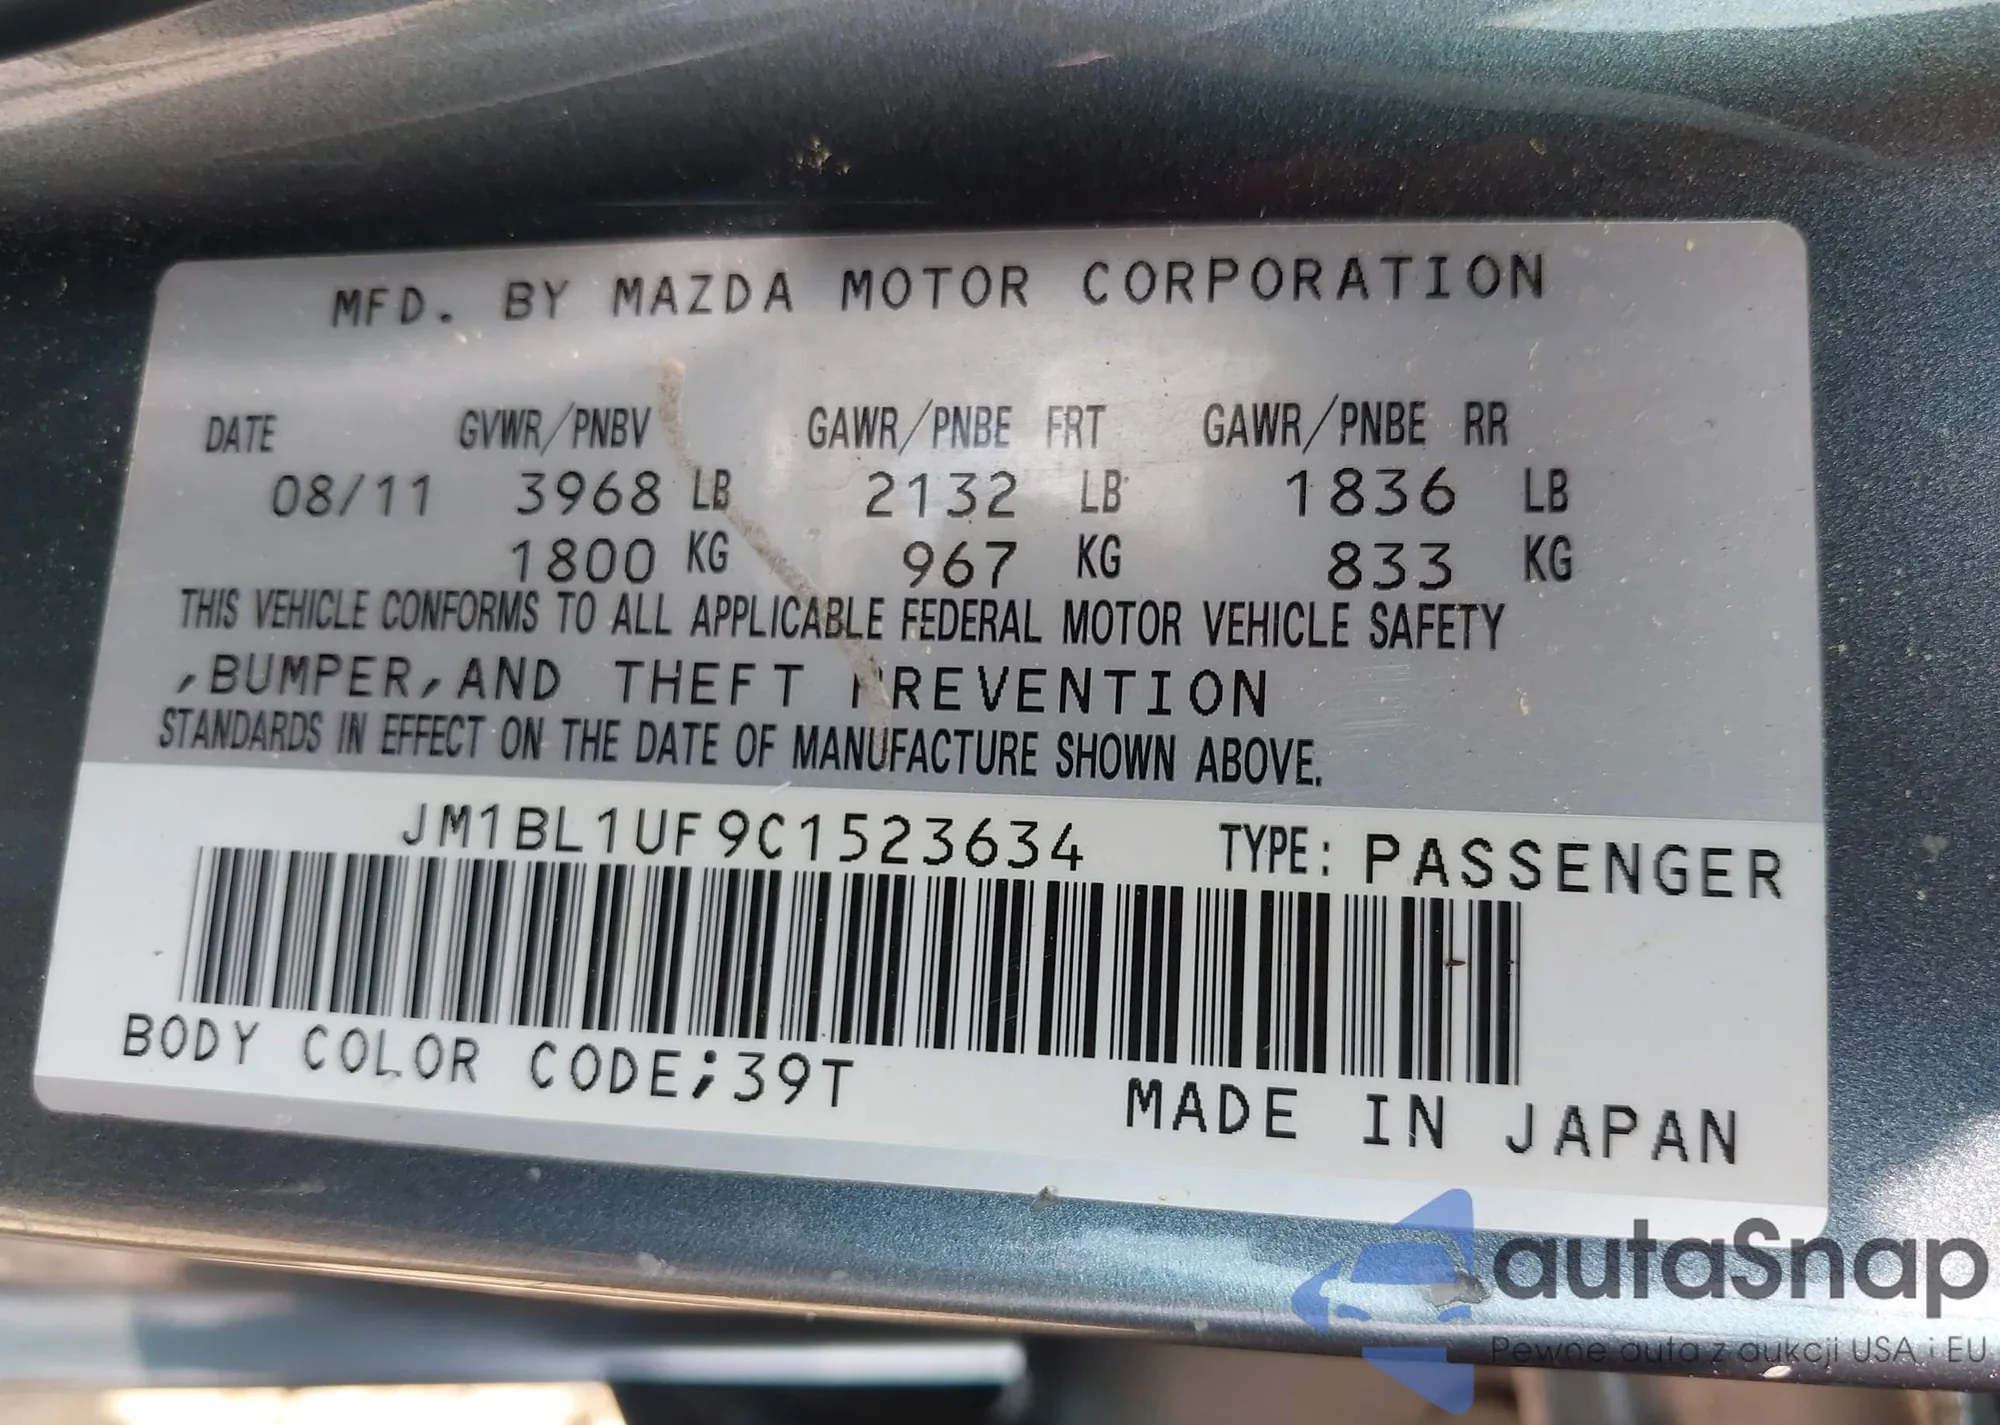 MFD. BY MAZDA MOTOR CORPORATION
DATE GVWR/PNBV GAWR/PNBE FRT GAWR/PNBE RR
08/11 3968 LB 2132 LB 1836 LB
1800 KG 967 KG 833 KG
THIS VEHICLE CONFORMS TO ALL APPLICABLE FEDERAL MOTOR VEHICLE SAFETY
,BUMPER,AND THEFT PREVENTION
STANDARDS IN EFFECT ON THE DATE OF MANUFACTURE SHOWN ABOVE.
JM1BL1UF9C1523634 TYPE: PASSENGER
BODY COLOR CODE;39T
MADE IN JAPAN
autaSnap
Pewne auta z aukcji USA i EU